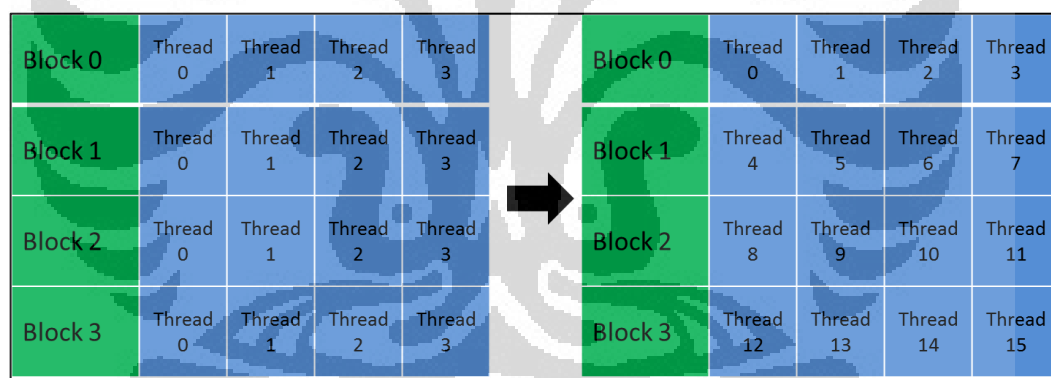 Block 0 Thread 0 Thread 1 Thread 2 Thread 3
Block 1 Thread 0 Thread 1 Thread 2 Thread 3
Block 2 Thread 0 Thread 1 Thread 2 Thread 3
Block 3 Thread 0 Thread 1 Thread 2 Thread 3
Block 0 Thread 0 Thread 1 Thread 2 Thread 3
Block 1 Thread 4 Thread 5 Thread 6 Thread 7
Block 2 Thread 8 Thread 9 Thread 10 Thread 11
Block 3 Thread 12 Thread 13 Thread 14 Thread 15